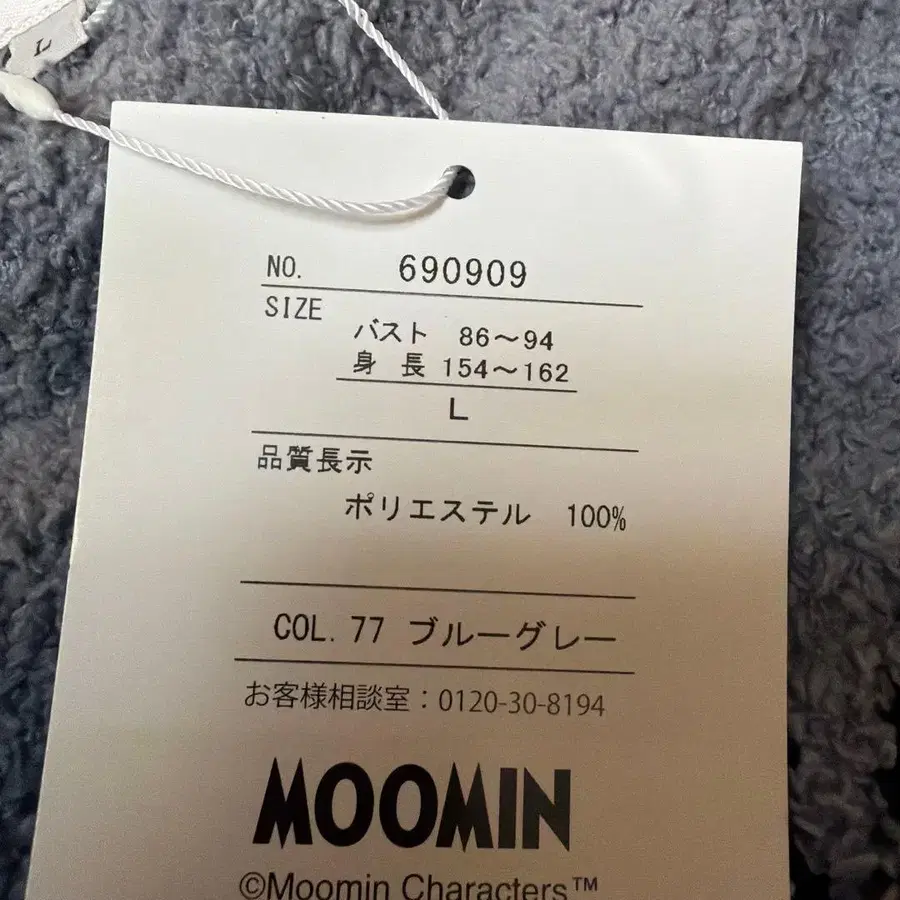 L
NO. 690909
SIZE
バスト 86〜94
身 長 154〜162
L
品質長示
ポリエステル 100%
COL. 77 ブルーグレー
お客様相談室：0120-30-8194
MOOMIN
©Moomin Characters™